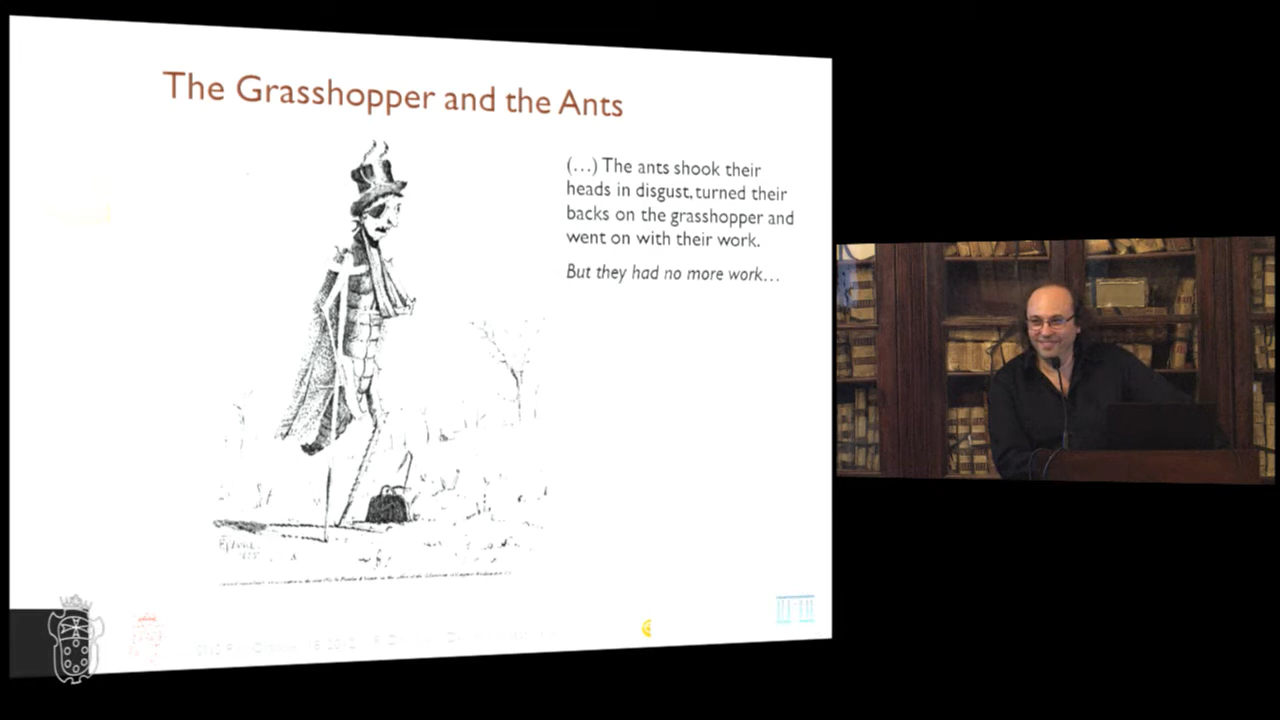 The Grasshopper and the Ants
(…) The ants shook their
heads in disgust, turned their
backs on the grasshopper and
went on with their work.
But they had no more work…